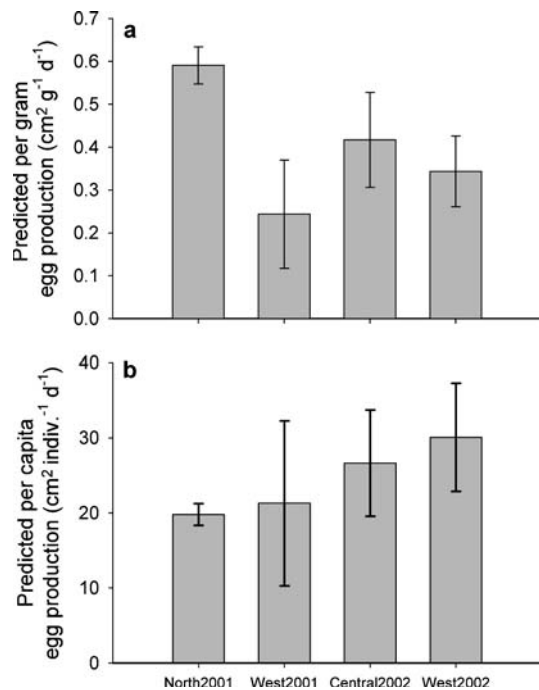 a
Predicted per gram
egg production (cm² g⁻¹ d⁻¹)
0.7
0.6
0.5
0.4
0.3
0.2
0.1
0.0
b
Predicted per capita
egg production (cm² indiv.⁻¹ d⁻¹)
40
30
20
10
0
North2001 West2001 Central2002 West2002